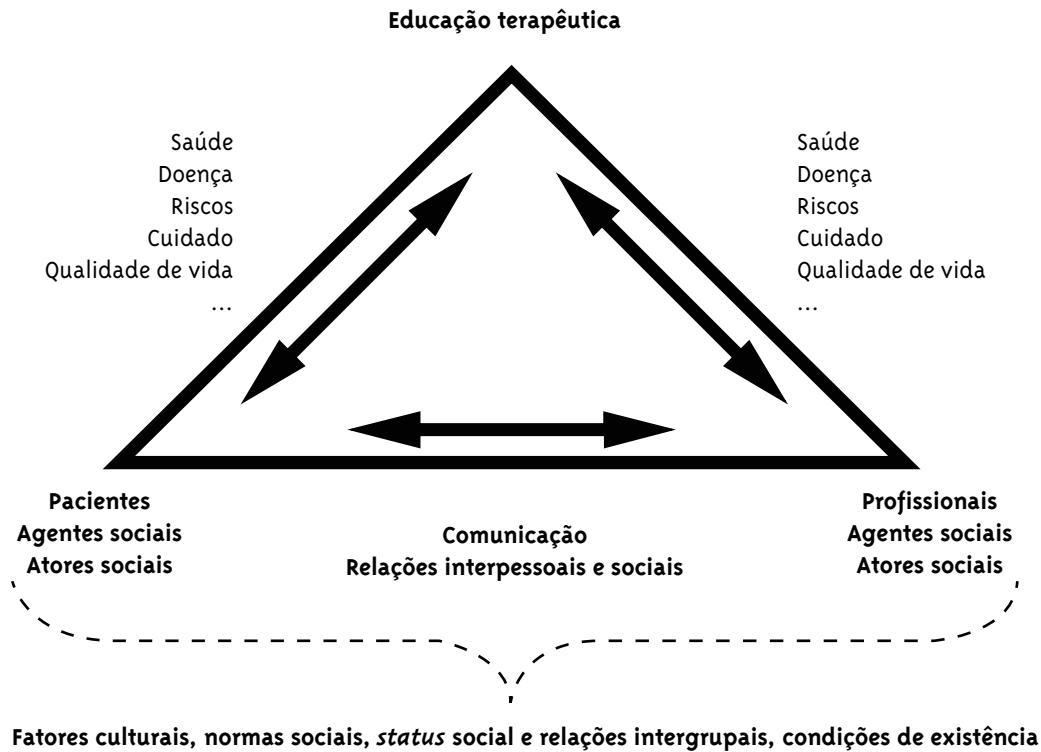 Educação terapêutica
Saúde
Doença
Riscos
Cuidado
Qualidade de vida
...
Saúde
Doença
Riscos
Cuidado
Qualidade de vida
...
Pacientes
Agentes sociais
Atores sociais
Comunicação
Relações interpessoais e sociais
Profissionais
Agentes sociais
Atores sociais
Fatores culturais, normas sociais, status social e relações intergrupais, condições de existência